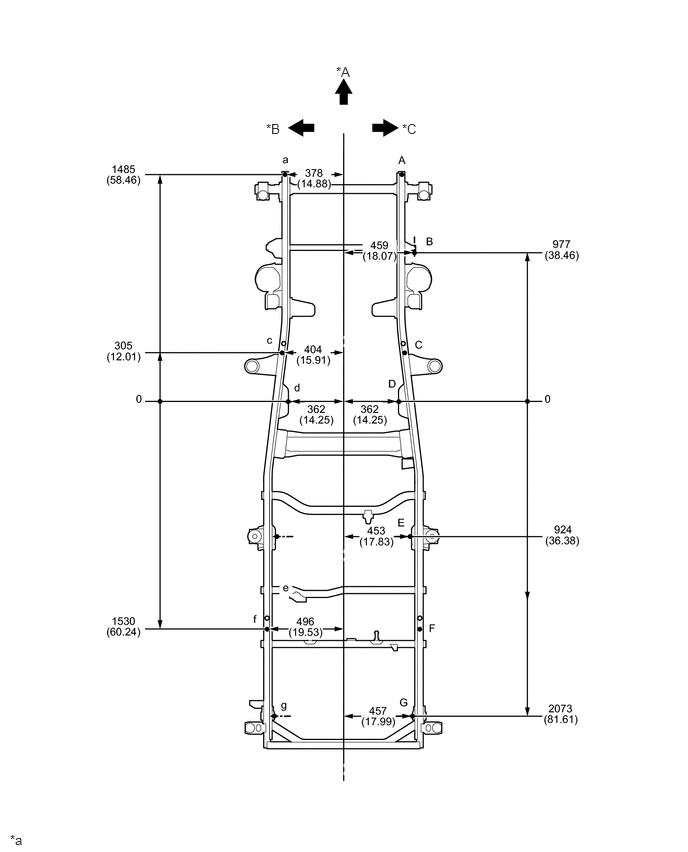 *A
*B
*C
a
A
1485
(58.46)
378
(14.88)
B
459
(18.07)
977
(38.46)
c
C
305
(12.01)
404
(15.91)
d
D
0
0
362
(14.25)
362
(14.25)
E
453
(17.83)
924
(36.38)
e
f
F
1530
(60.24)
496
(19.53)
g
G
457
(17.99)
2073
(81.61)
*a